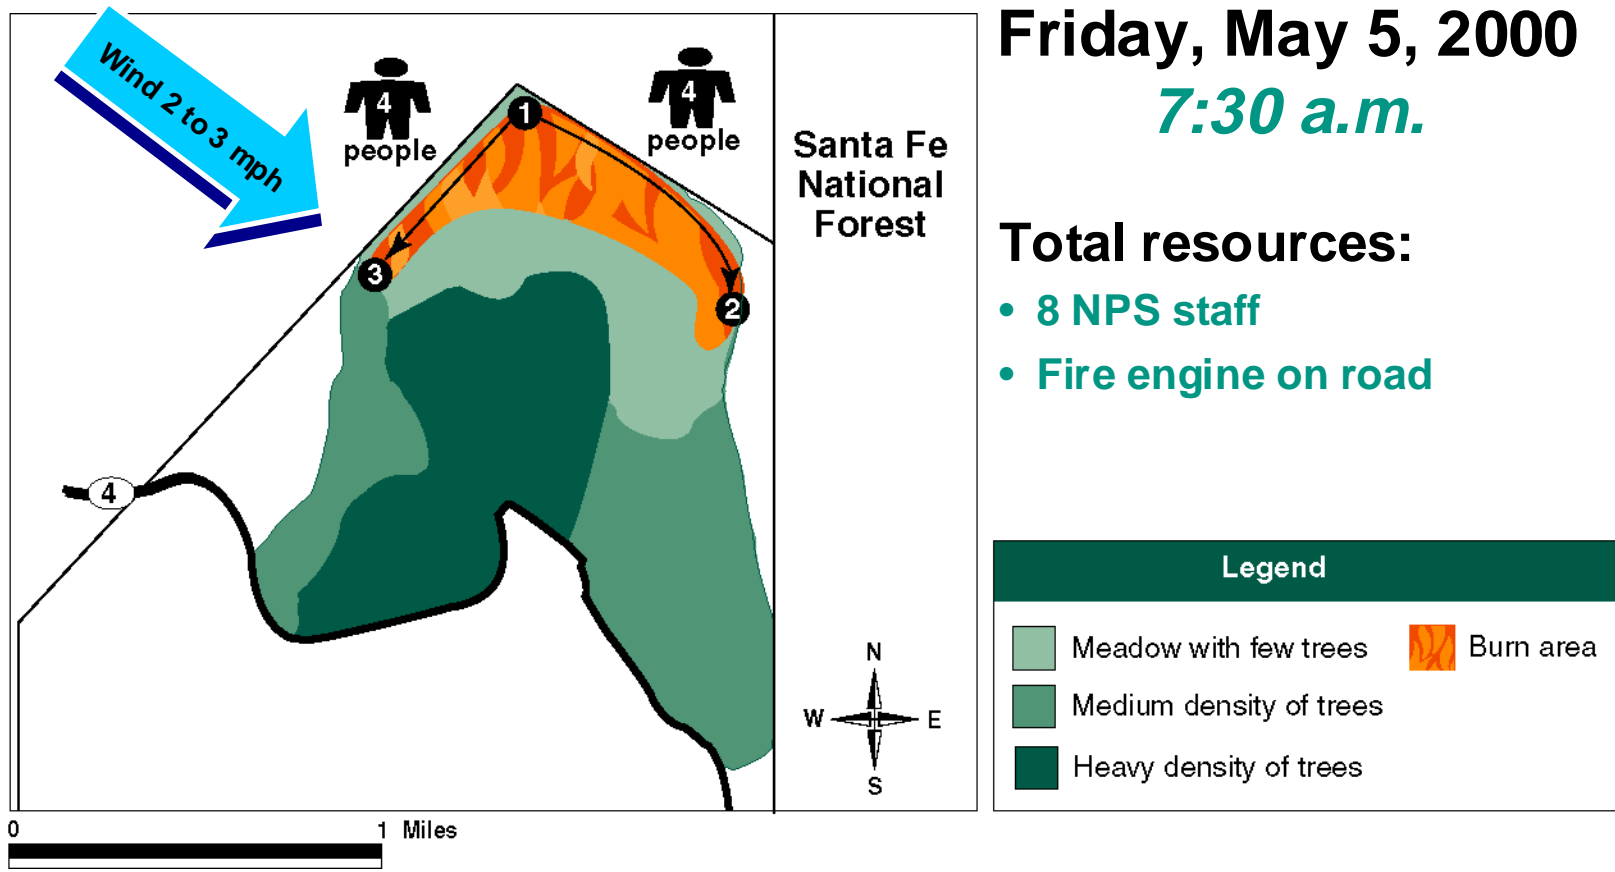 Friday, May 5, 2000
7:30 a.m.
Wind 2 to 3 mph
4
people
4
people
1
2
3
4
Santa Fe
National
Forest
N
W E
S
0 1 Miles
Total resources:
• 8 NPS staff
• Fire engine on road
Legend
Meadow with few trees
Burn area
Medium density of trees
Heavy density of trees